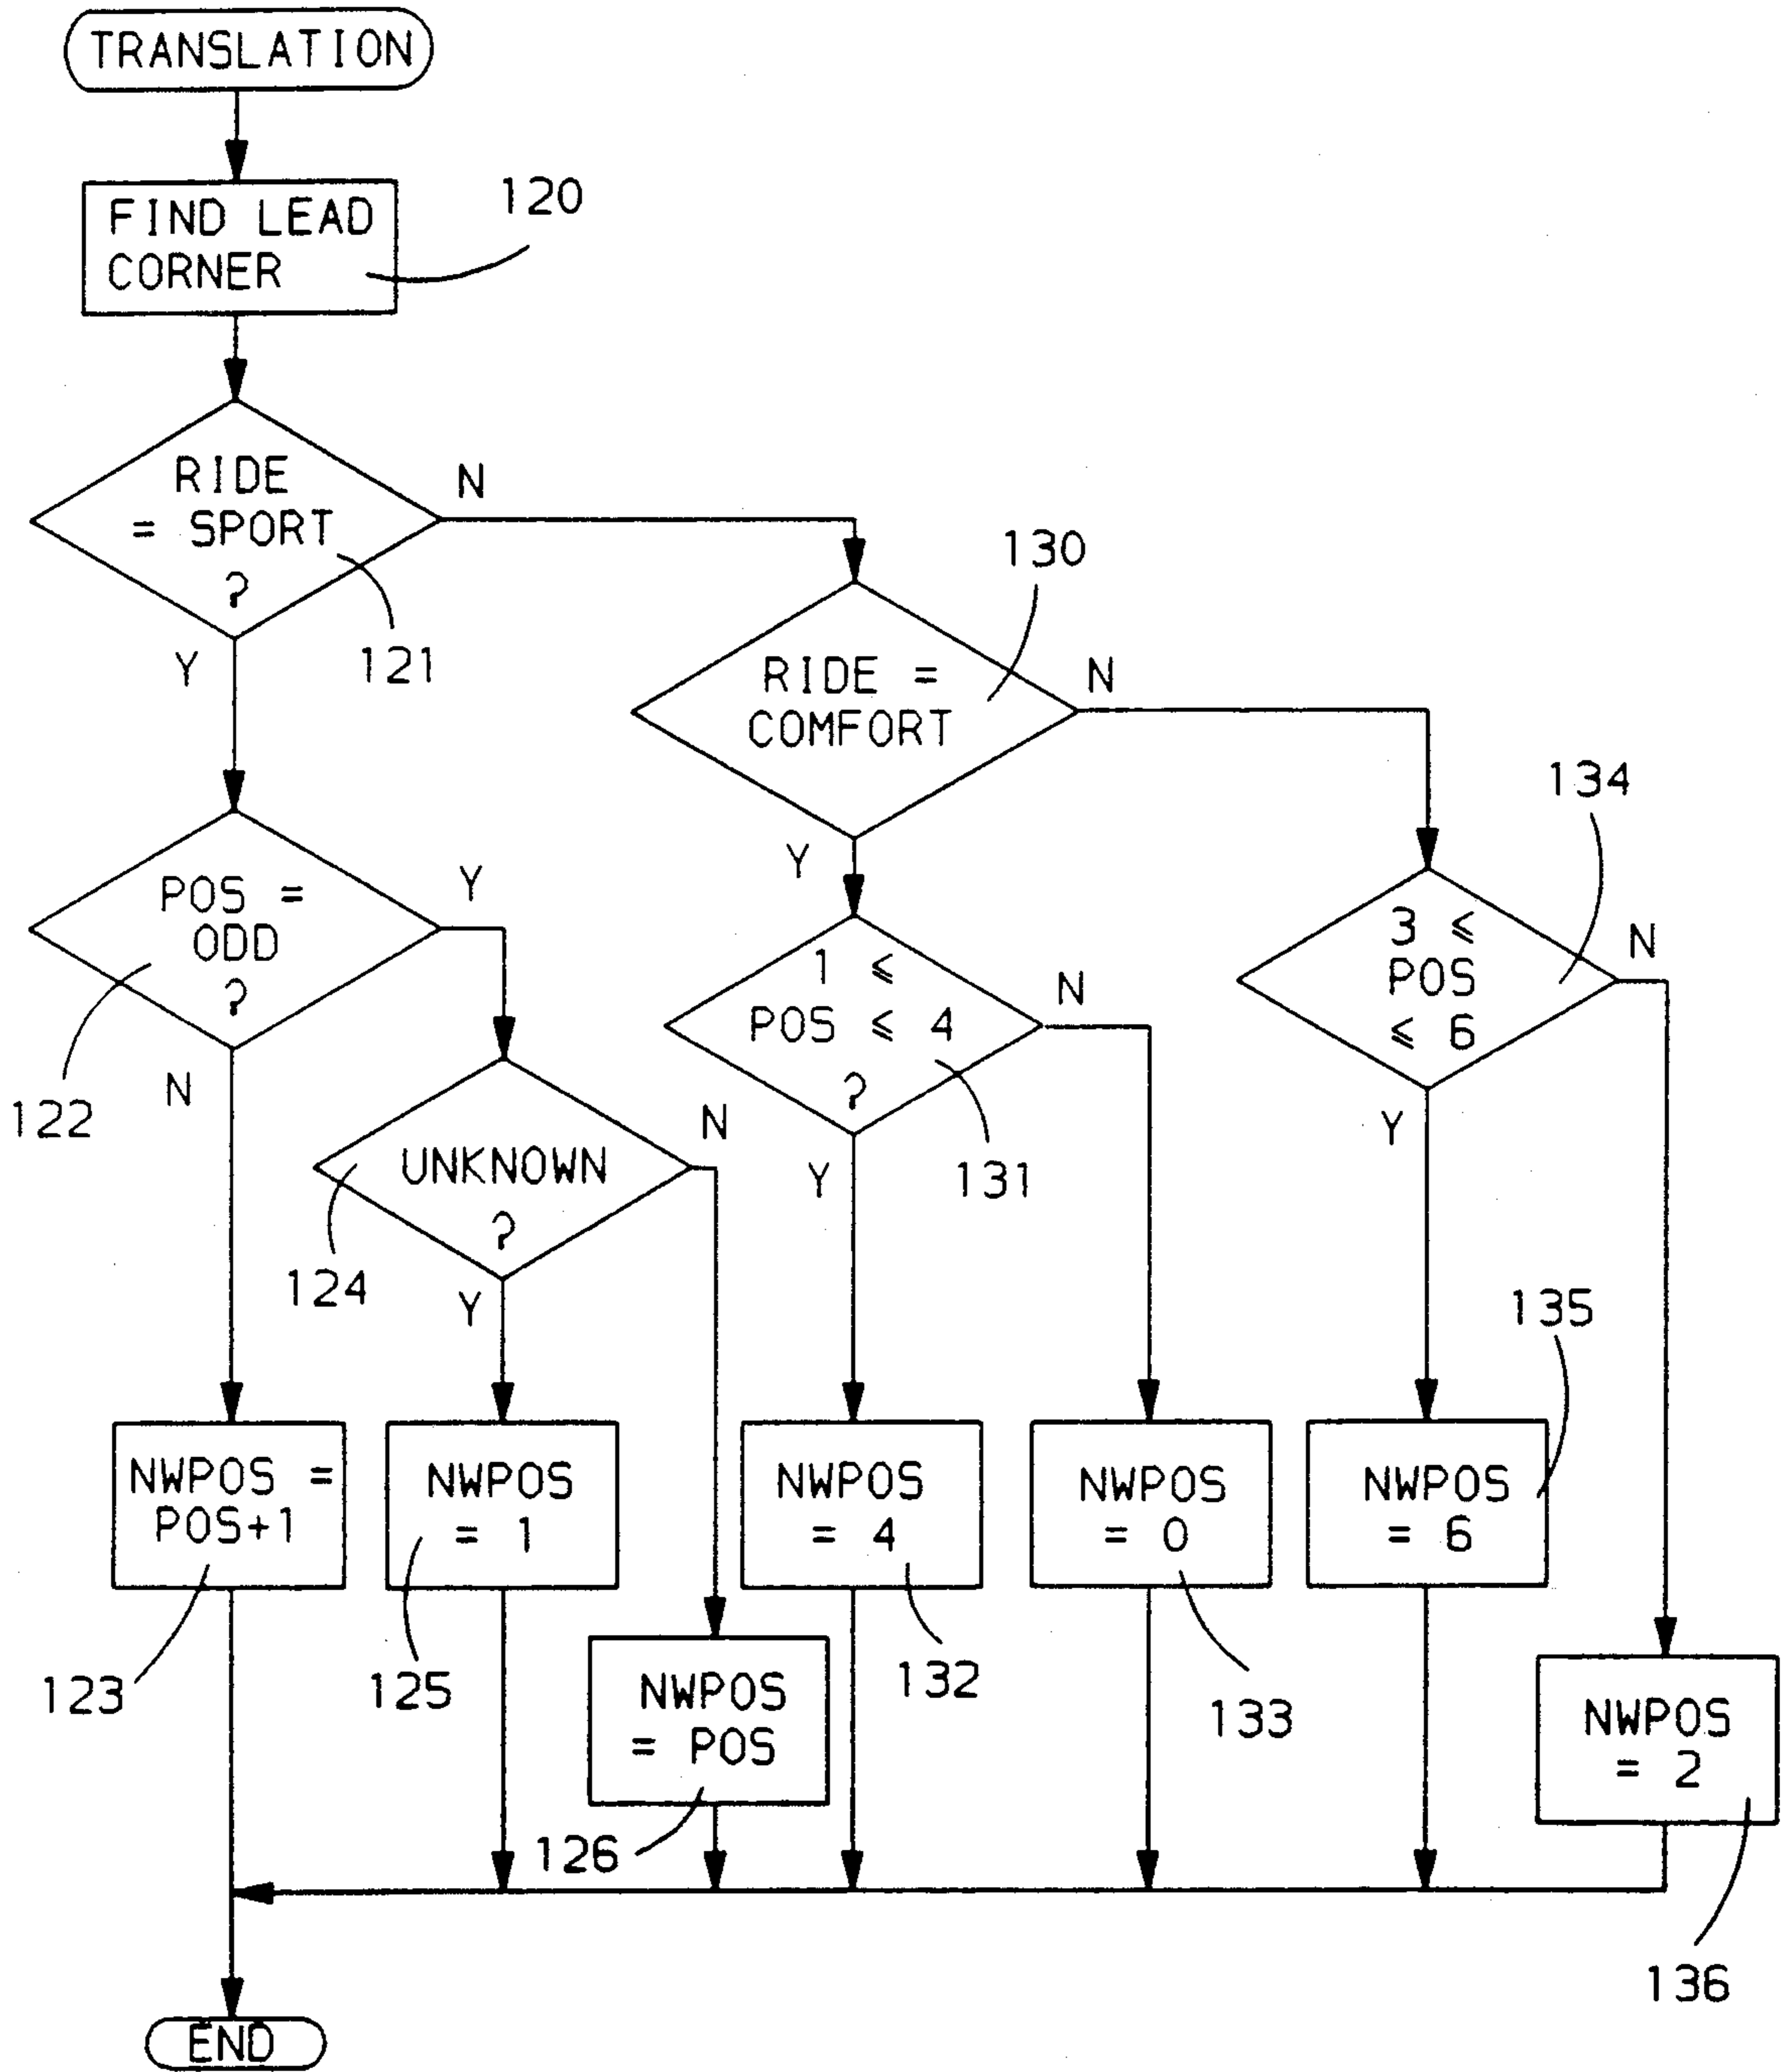 TRANSLATION
FIND LEAD
CORNER
120
RIDE
= SPORT
?
N
Y
121
130
RIDE =
COMFORT
N
Y
POS =
ODD
?
Y
N
122
134
3 ≤
POS
≤ 6
N
Y
1 ≤
POS ≤ 4
?
N
Y
131
UNKNOWN
?
N
Y
124
135
NWPOS =
POS+1
123
NWPOS
= 1
125
NWPOS
= POS
126
NWPOS
= 4
132
NWPOS
= 0
133
NWPOS
= 6
NWPOS
= 2
136
END